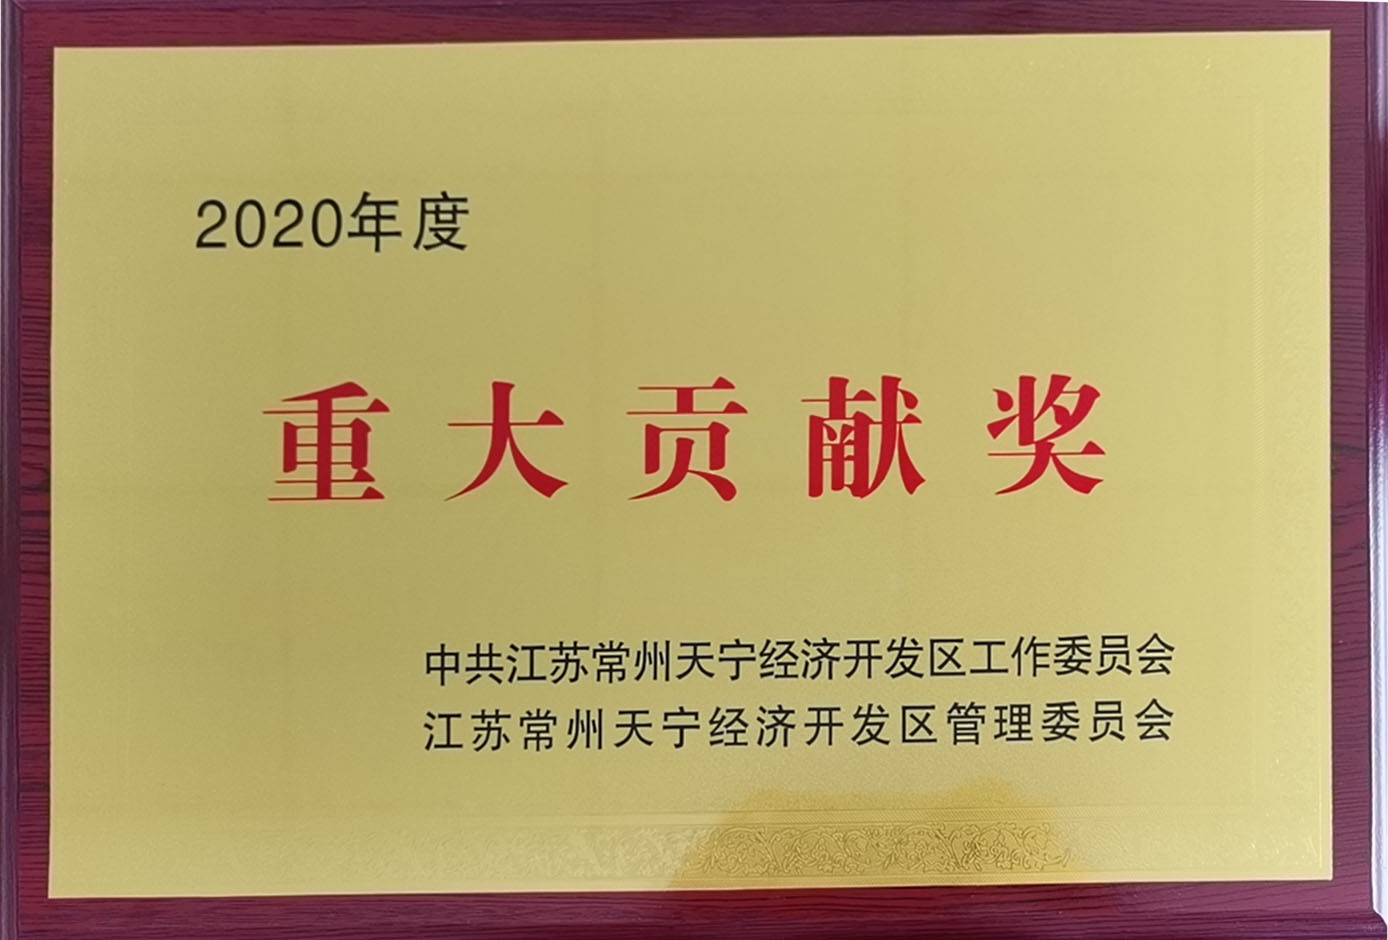 2020年度
重大贡献奖
中共江苏常州天宁经济开发区工作委员会
江苏常州天宁经济开发区管理委员会